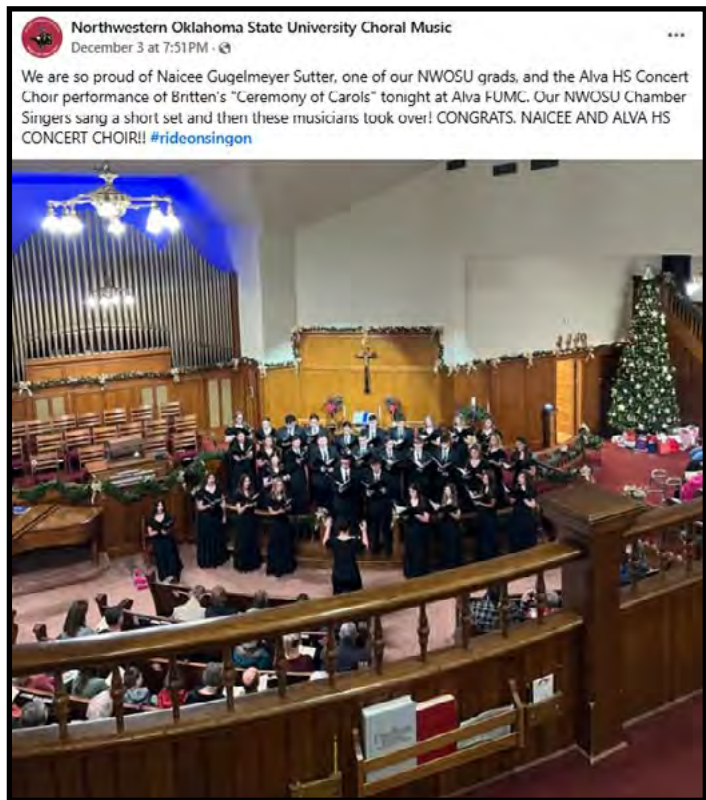 Northwestern Oklahoma State University Choral Music
December 3 at 7:51PM ·
We are so proud of Naicee Gugelmeyer Sutter, one of our NWOSU grads, and the Alva HS Concert
Choir performance of Britten's "Ceremony of Carols" tonight at Alva FUMC. Our NWOSU Chamber
Singers sang a short set and then these musicians took over! CONGRATS, NAICEE AND ALVA HS
CONCERT CHOIR!! #rideonsingon